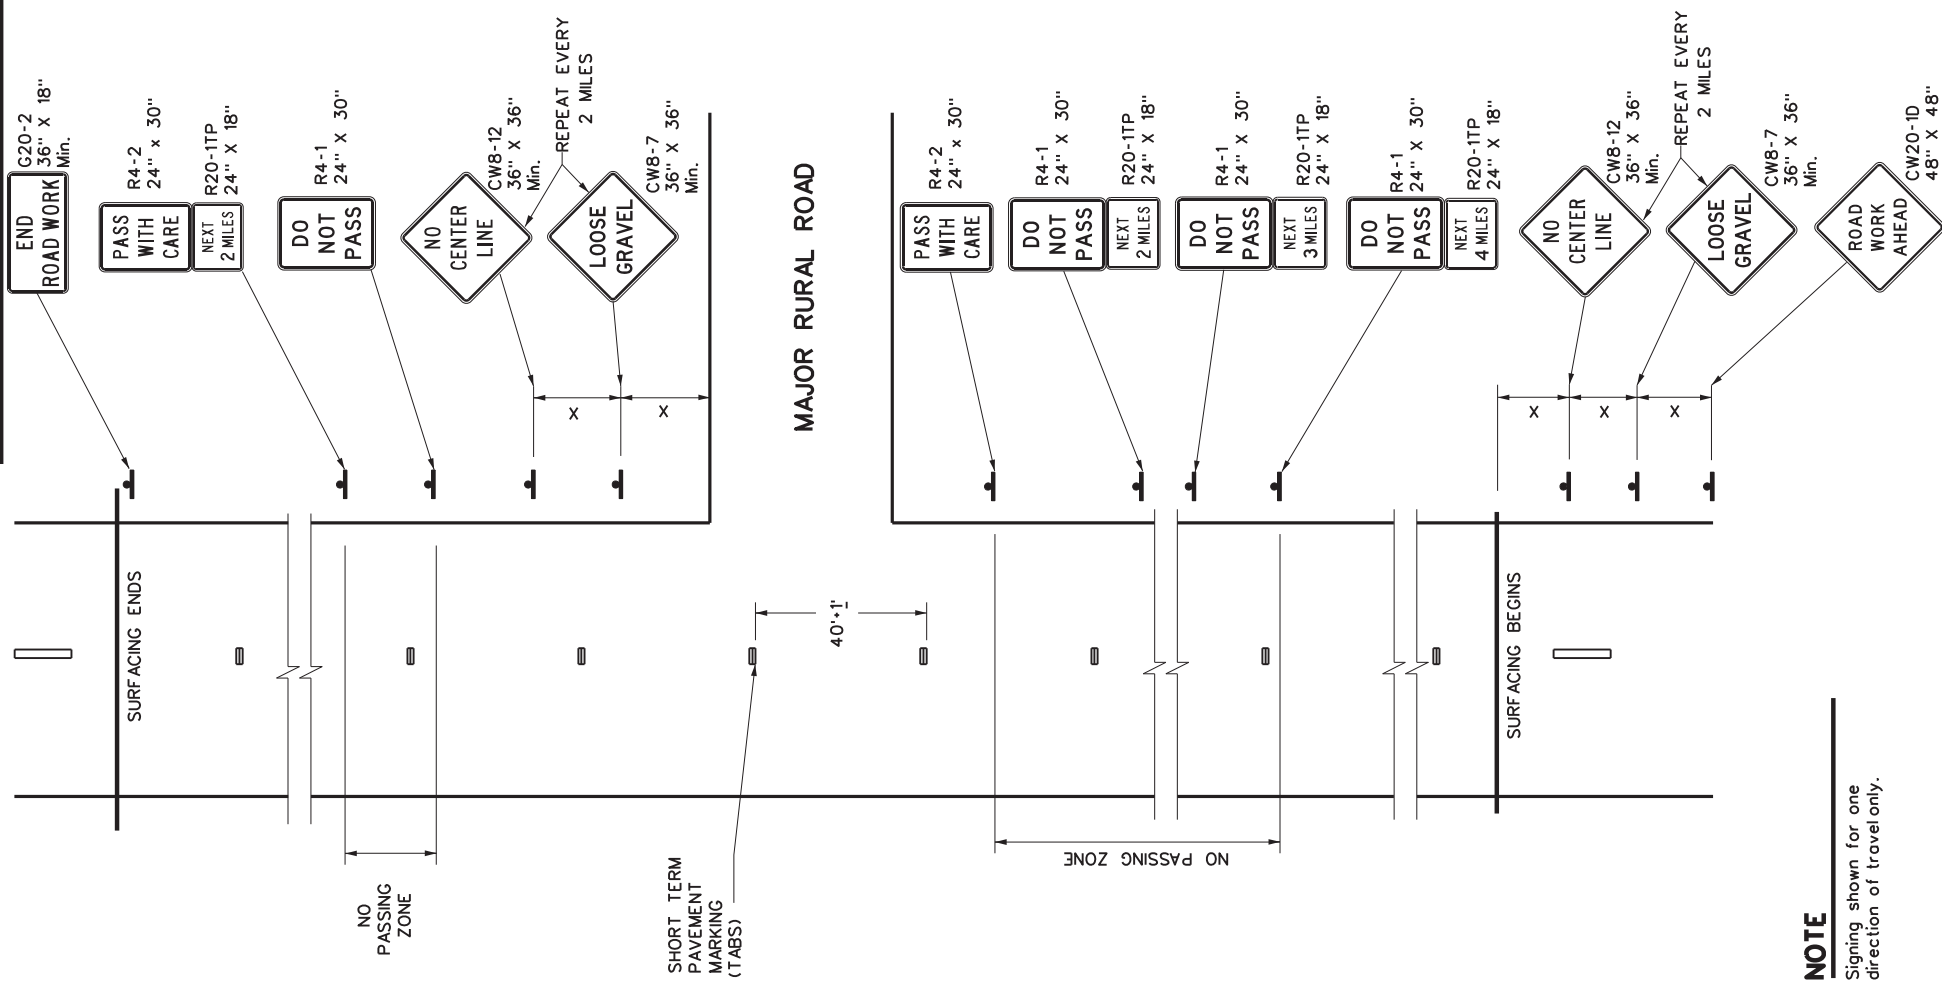 END
ROAD WORK
G20-2
36" X 18"
Min.
PASS
WITH
CARE
R4-2
24" x 30"
NEXT
2 MILES
R20-1TP
24" X 18"
DO
NOT
PASS
R4-1
24" X 30"
NO
CENTER
LINE
CW8-12
36" X 36"
Min.
REPEAT EVERY
2 MILES
LOOSE
GRAVEL
CW8-7
36" X 36"
Min.
X
X
MAJOR RURAL ROAD
PASS
WITH
CARE
R4-2
24" x 30"
DO
NOT
PASS
R4-1
24" X 30"
NEXT
2 MILES
R20-1TP
24" X 18"
DO
NOT
PASS
R4-1
24" X 30"
NEXT
3 MILES
R20-1TP
24" X 18"
DO
NOT
PASS
R4-1
24" X 30"
NEXT
4 MILES
R20-1TP
24" X 18"
NO
CENTER
LINE
CW8-12
36" X 36"
Min.
REPEAT EVERY
2 MILES
LOOSE
GRAVEL
CW8-7
36" X 36"
Min.
ROAD
WORK
AHEAD
CW20-1D
48" X 48"
X
X
X
SURFACING ENDS
40'±1'
SURFACING BEGINS
NO
PASSING
ZONE
SHORT TERM
PAVEMENT
MARKING
(TABS)
NO PASSING ZONE
NOTE
Signing shown for one
direction of travel only.